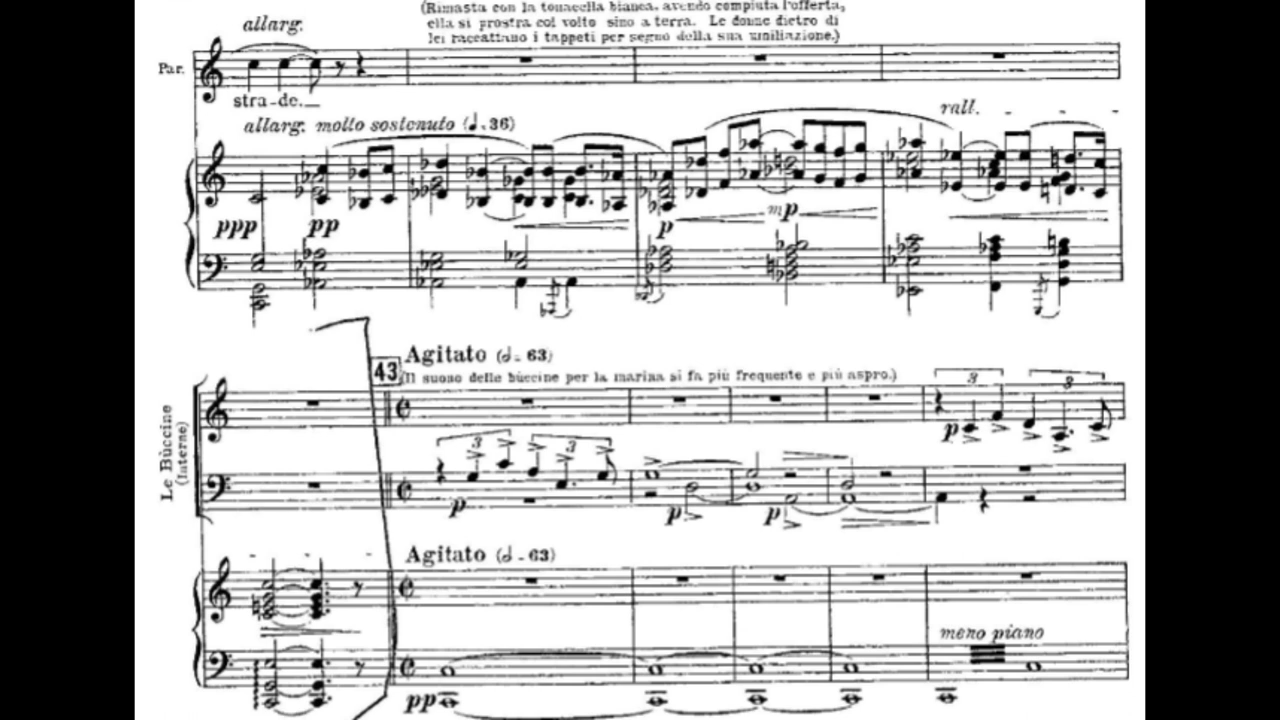 (Rimasta con la tonacella bianca, avendo compiuta l'offerta,
ella si prostra col volto sino a terra. Le donne dietro di
lei raccattano i tappeti per segno della sua umiliazione.)
allarg.
Par.
stra-de.
allarg. molto sostenuto (♩=36)
rall.
ppp pp p mp
43 Agitato (𝅗𝅥=63)
(Il suono delle bùccine per la marina si fa più frequente e più aspro.)
Le Bùccine
(interne)
3 3
p
3 3
p p p
Agitato (𝅗𝅥=63)
meno piano
pp